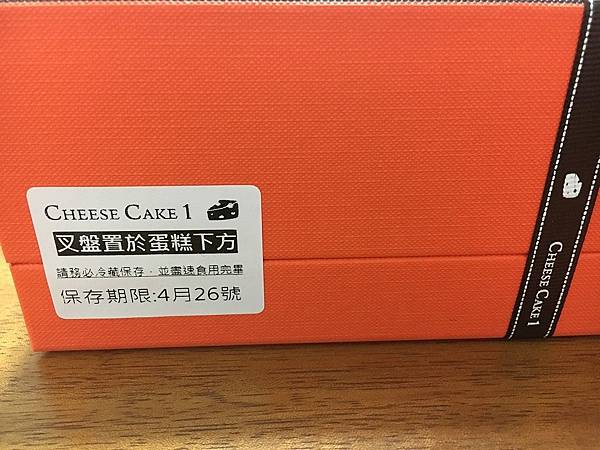 CHEESE CAKE 1
叉盤置於蛋糕下方
請務必冷藏保存，並盡速食用完畢
保存期限:4月26號
CHEESE CAKE 1